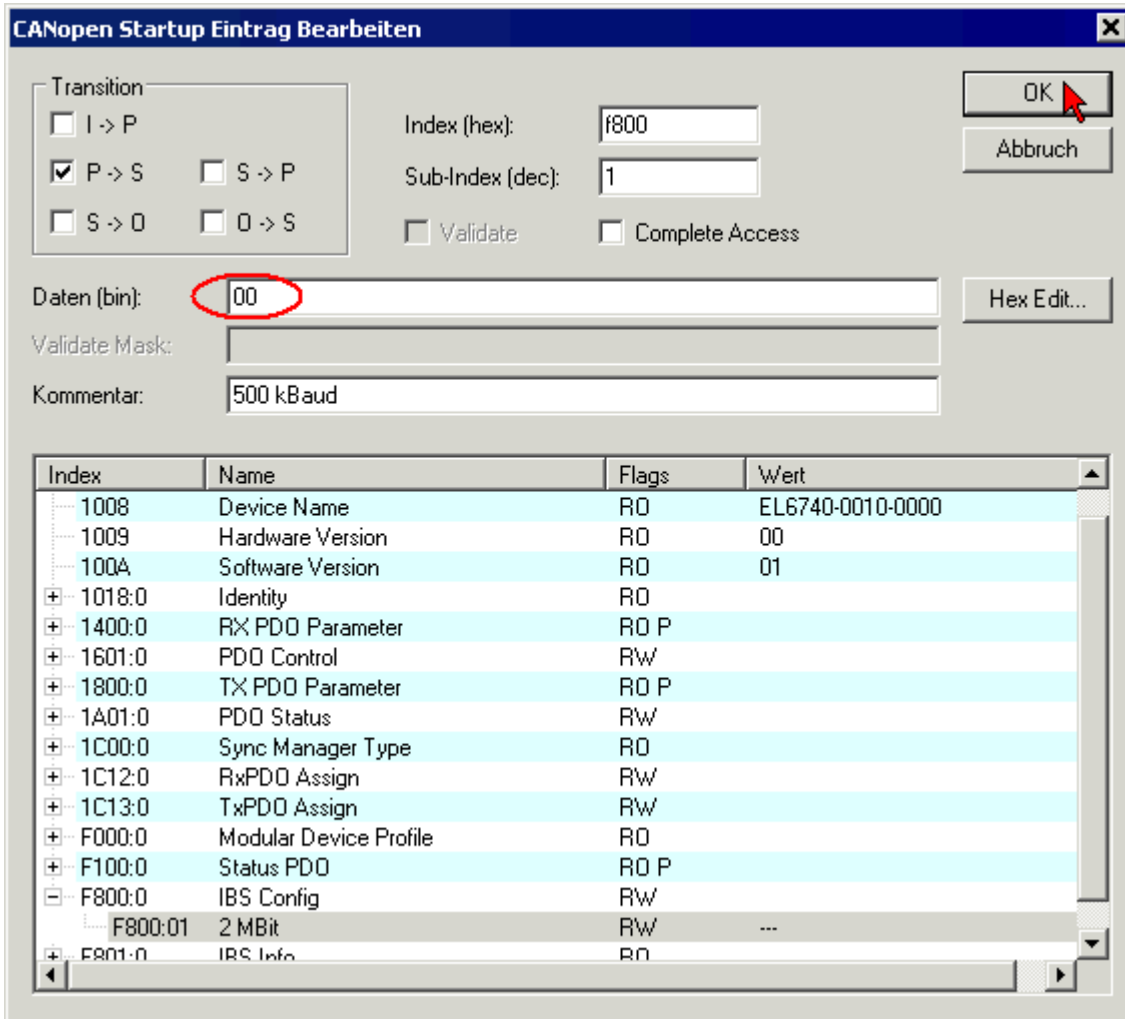 CANopen Startup Eintrag Bearbeiten
Transition
I -> P
P -> S S -> P
S -> O O -> S
Index (hex): f800
Sub-Index (dec): 1
Validate Complete Access
OK
Abbruch
Daten (bin): 00 Hex Edit...
Validate Mask:
Kommentar: 500 kBaud
Index Name Flags Wert
1008 Device Name RO EL6740-0010-0000
1009 Hardware Version RO 00
100A Software Version RO 01
1018:0 Identity RO
1400:0 RX PDO Parameter RO P
1601:0 PDO Control RW
1800:0 TX PDO Parameter RO P
1A01:0 PDO Status RW
1C00:0 Sync Manager Type RO
1C12:0 RxPDO Assign RW
1C13:0 TxPDO Assign RW
F000:0 Modular Device Profile RO
F100:0 Status PDO RO P
F800:0 IBS Config RW
F800:01 2 MBit RW ---
F801:0 IBS Info RO